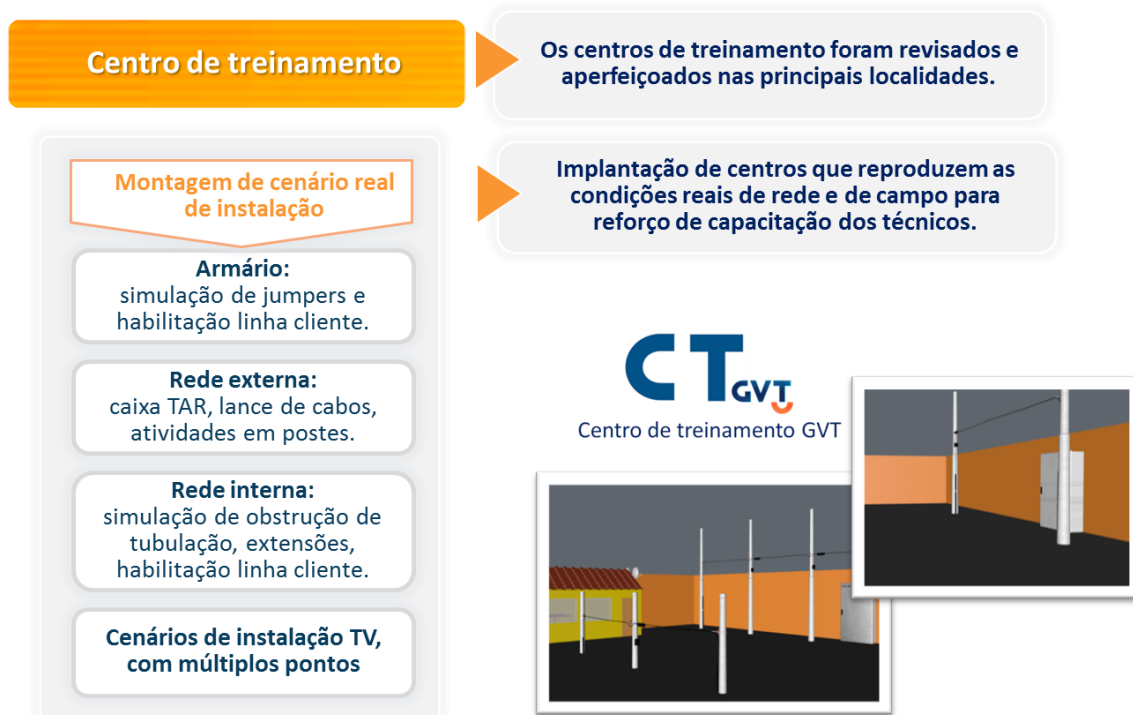 Centro de treinamento
Os centros de treinamento foram revisados e
aperfeiçoados nas principais localidades.
Montagem de cenário real
de instalação
Implantação de centros que reproduzem as
condições reais de rede e de campo para
reforço de capacitação dos técnicos.
Armário:
simulação de jumpers e
habilitação linha cliente.
Rede externa:
caixa TAR, lance de cabos,
atividades em postes.
Rede interna:
simulação de obstrução de
tubulação, extensões,
habilitação linha cliente.
Cenários de instalação TV,
com múltiplos pontos
CT GVT
Centro de treinamento GVT